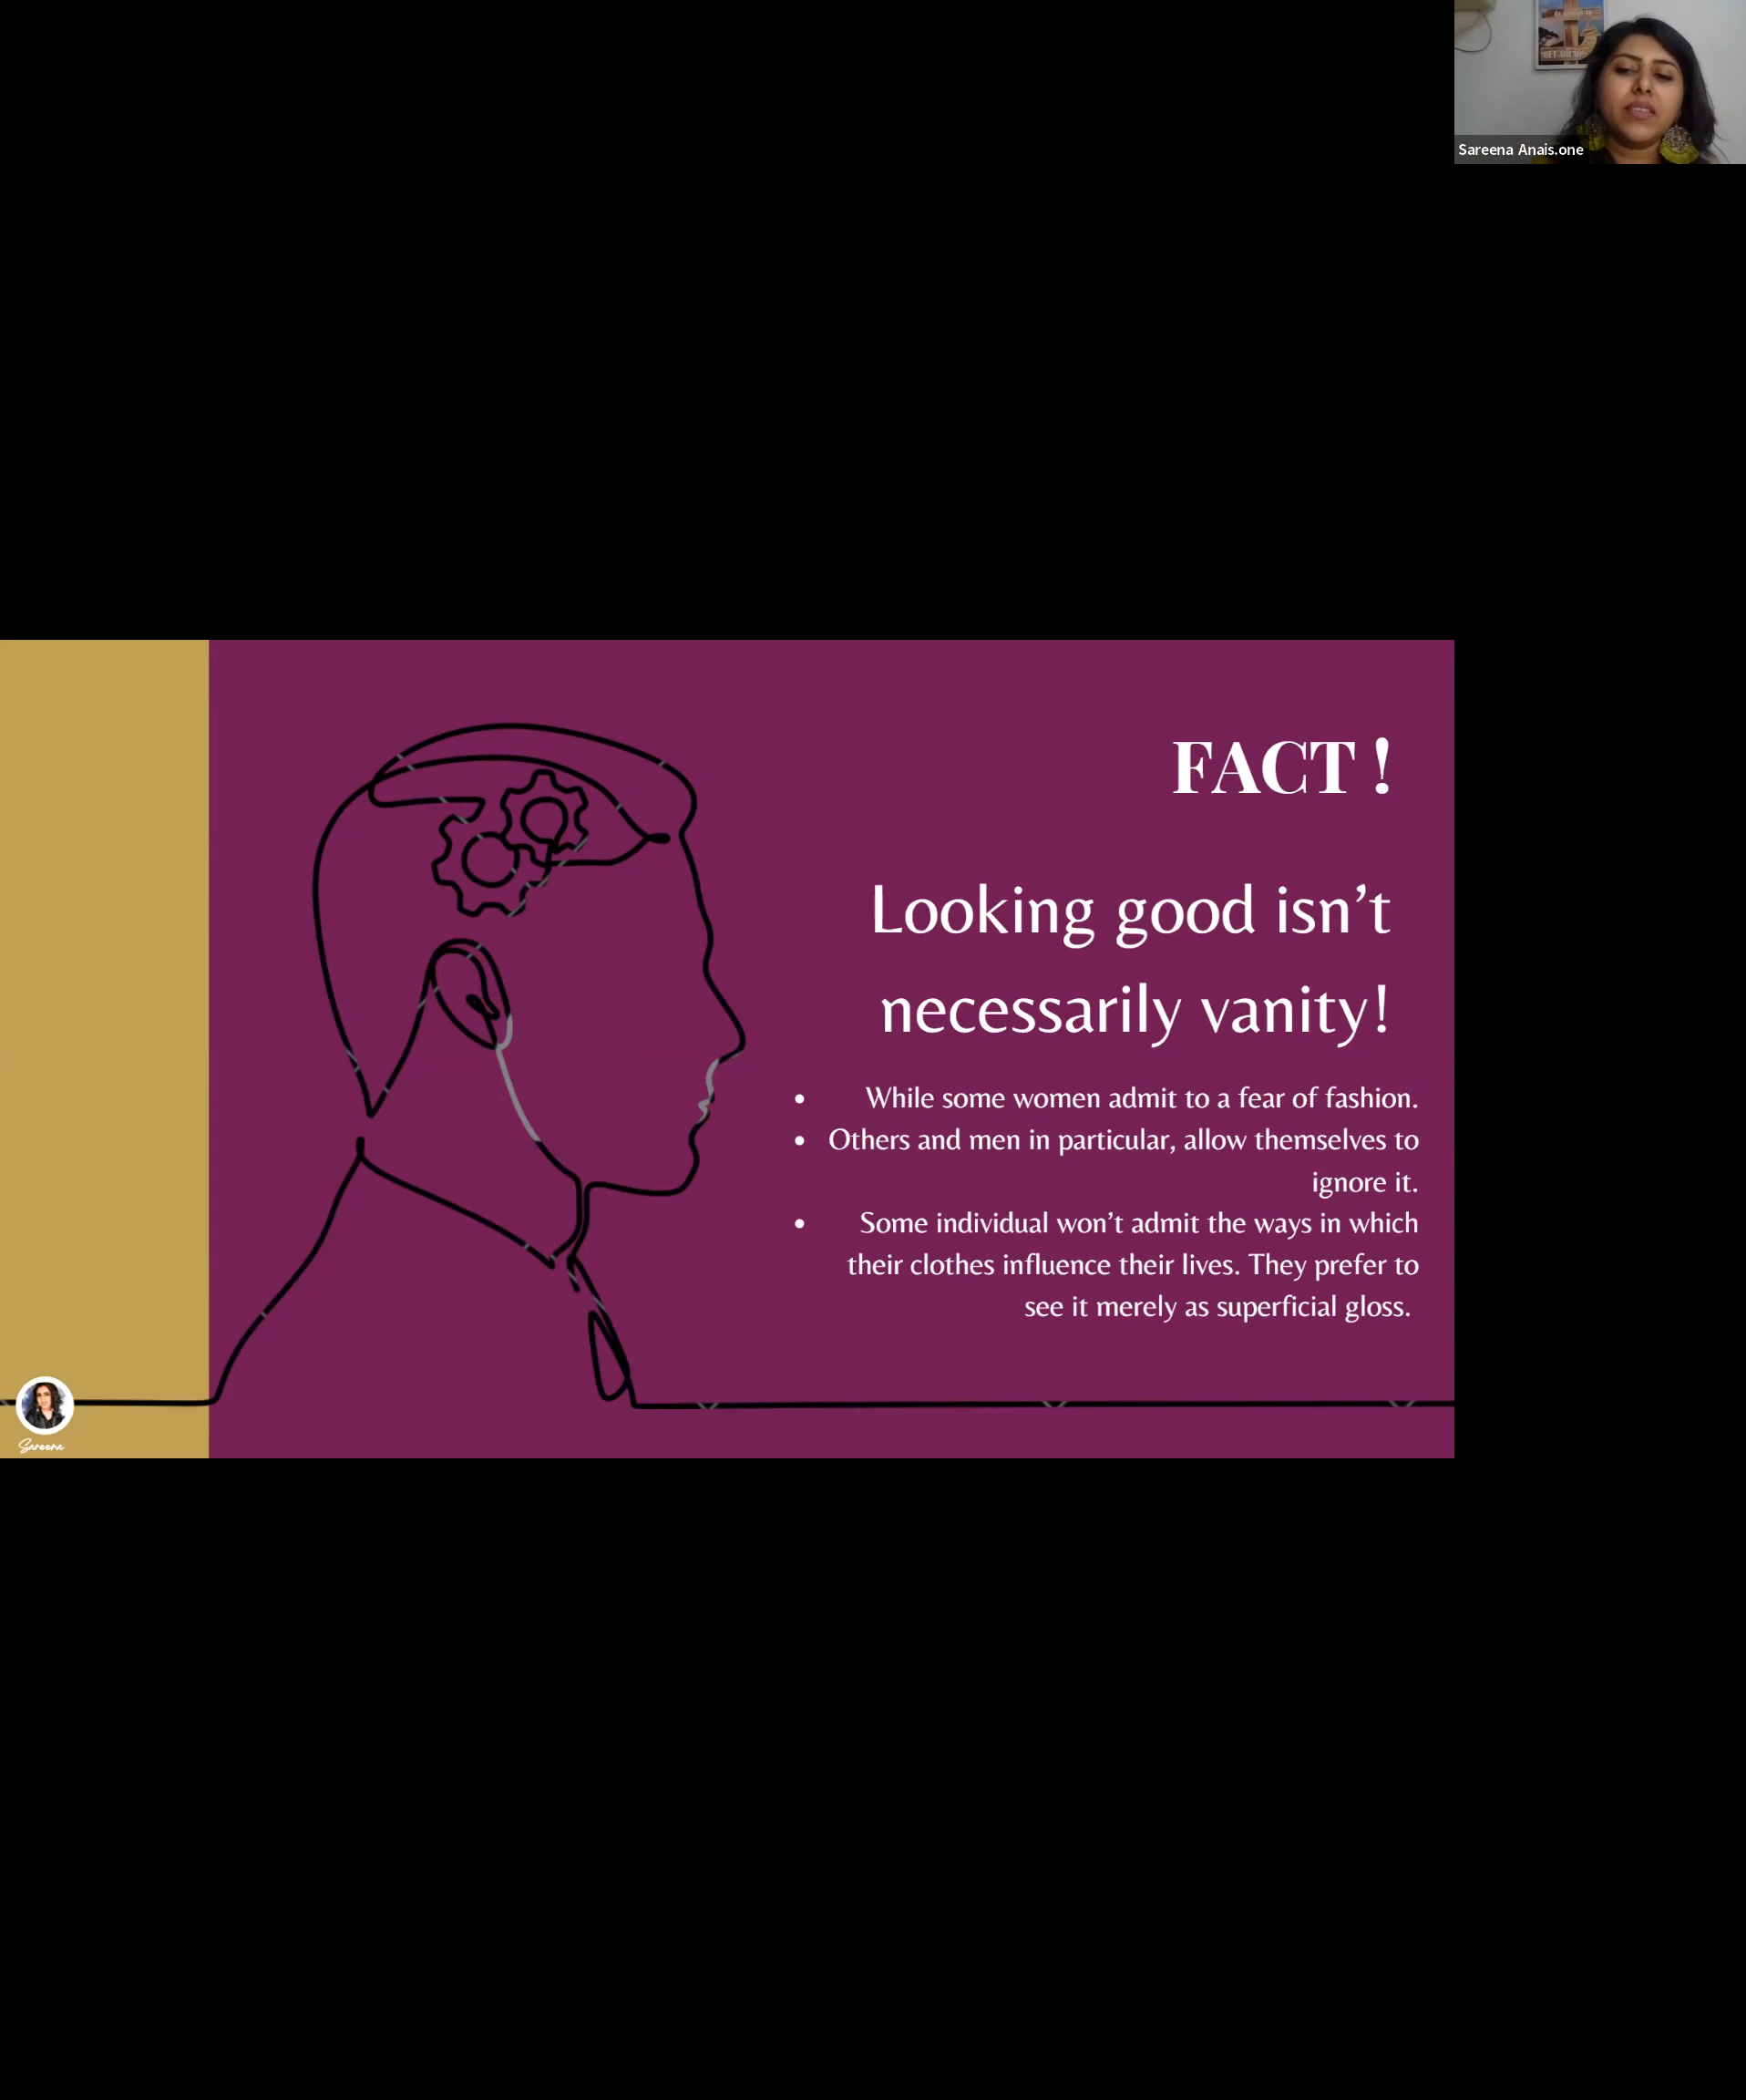 Sareena Anais.one
FACT !
Looking good isn't
necessarily vanity!
• While some women admit to a fear of fashion.
• Others and men in particular, allow themselves to
ignore it.
• Some individual won't admit the ways in which
their clothes influence their lives. They prefer to
see it merely as superficial gloss.
Sareena